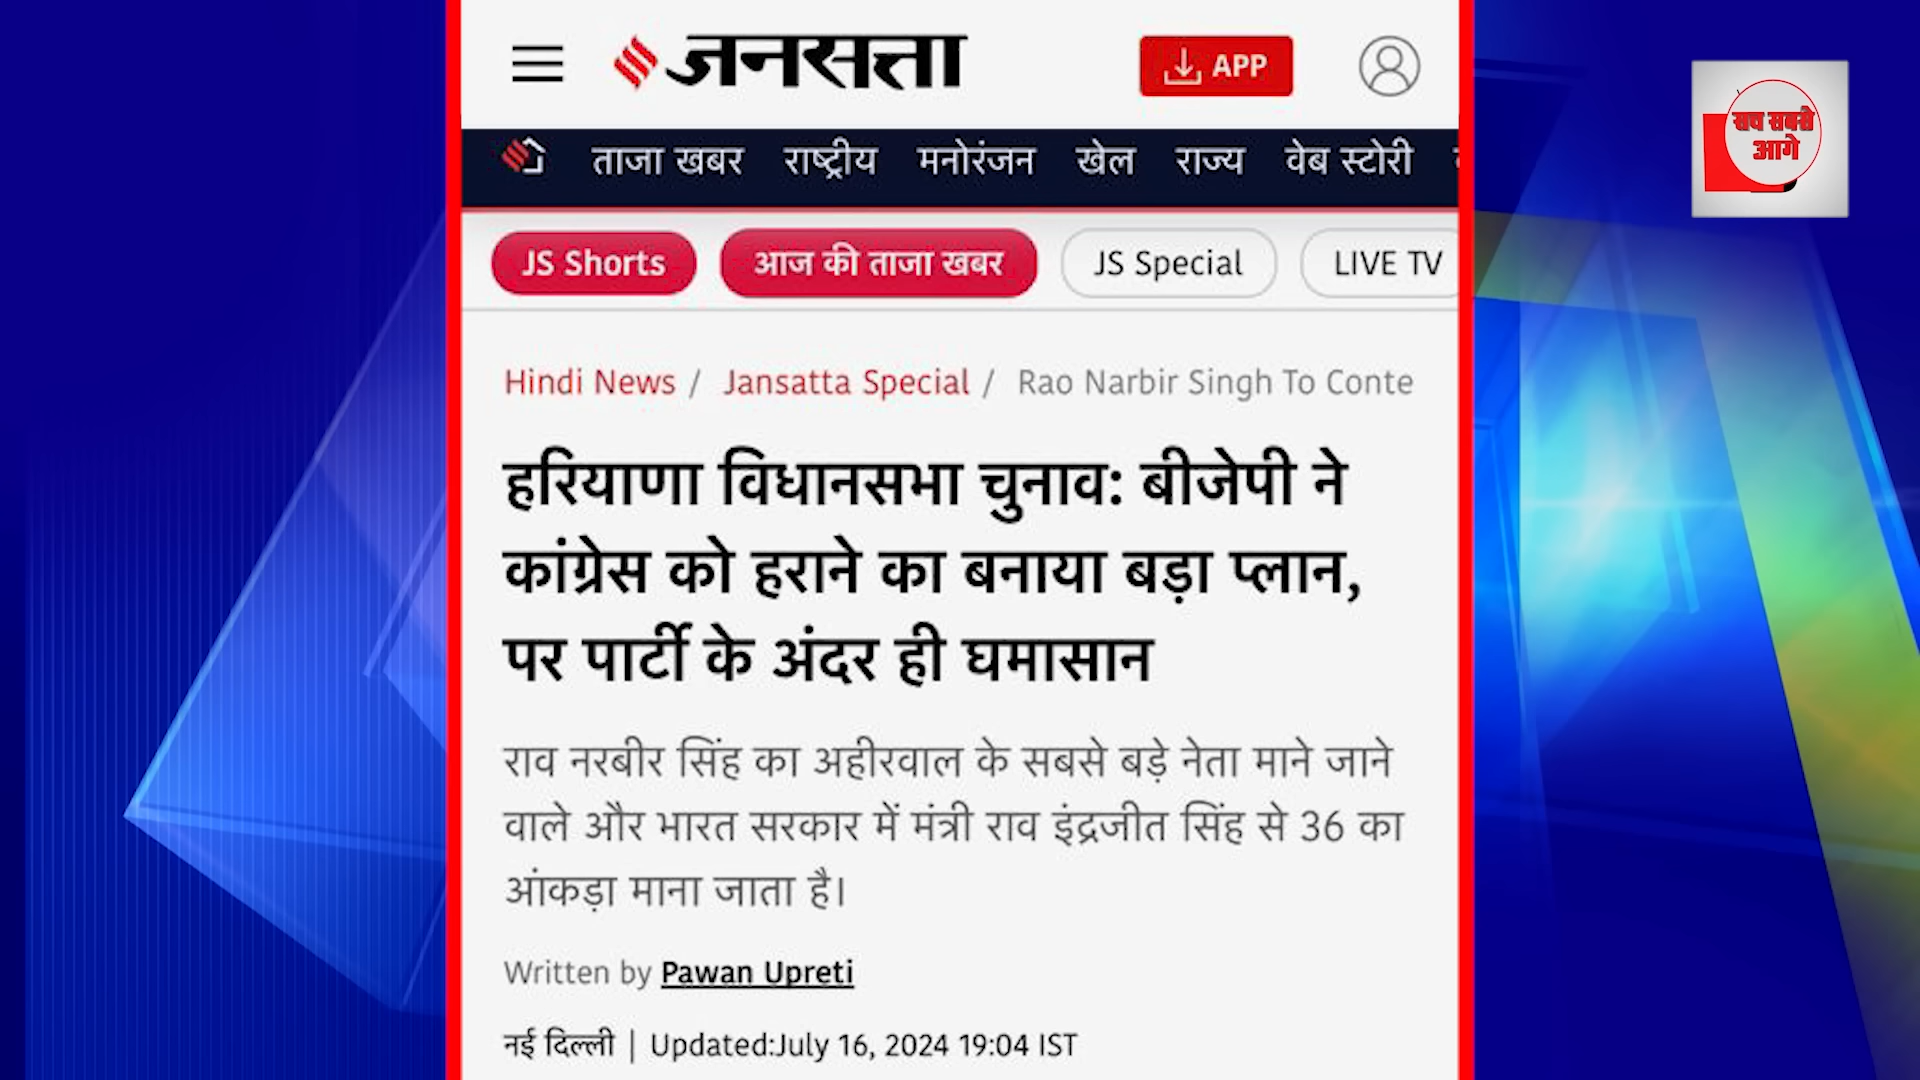 जनसत्ता
APP
सच सबसे
आगे
ताजा खबर राष्ट्रीय मनोरंजन खेल राज्य वेब स्टोरी
JS Shorts आज की ताजा खबर JS Special LIVE TV
Hindi News / Jansatta Special / Rao Narbir Singh To Conte
हरियाणा विधानसभा चुनाव: बीजेपी ने
कांग्रेस को हराने का बनाया बड़ा प्लान,
पर पार्टी के अंदर ही घमासान
राव नरबीर सिंह का अहीरवाल के सबसे बड़े नेता माने जाने
वाले और भारत सरकार में मंत्री राव इंद्रजीत सिंह से 36 का
आंकड़ा माना जाता है।
Written by Pawan Upreti
नई दिल्ली | Updated:July 16, 2024 19:04 IST